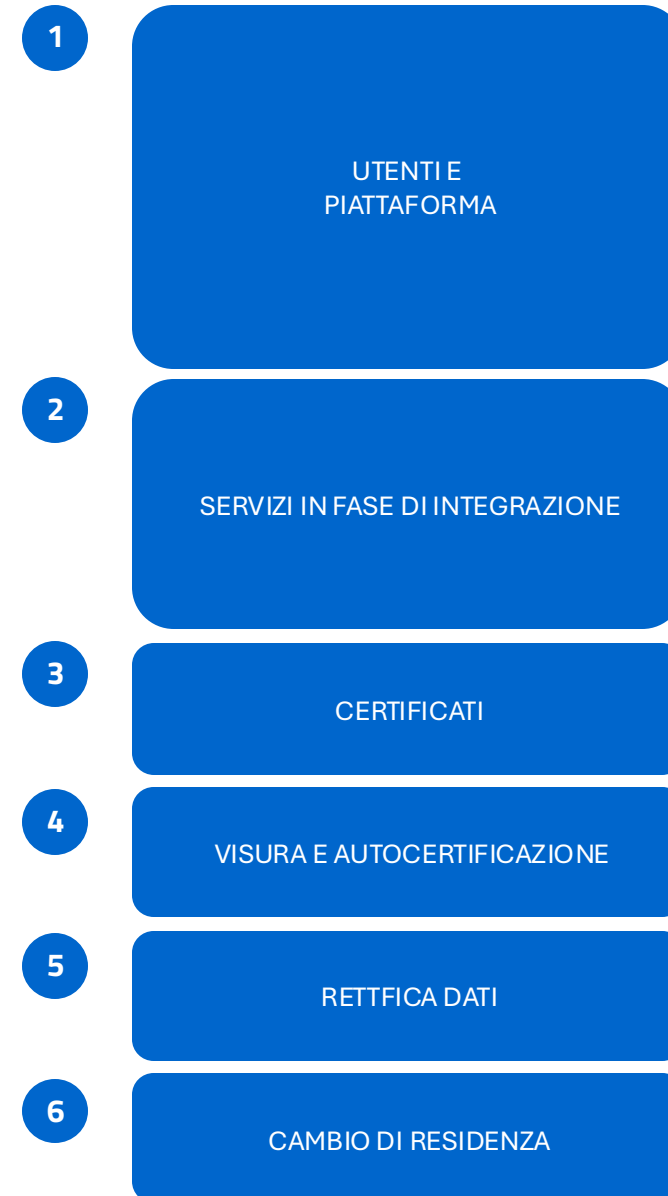 1
UTENTI E
PIATTAFORMA
2
SERVIZI IN FASE DI INTEGRAZIONE
3
CERTIFICATI
4
VISURA E AUTOCERTIFICAZIONE
5
RETTFICA DATI
6
CAMBIO DI RESIDENZA